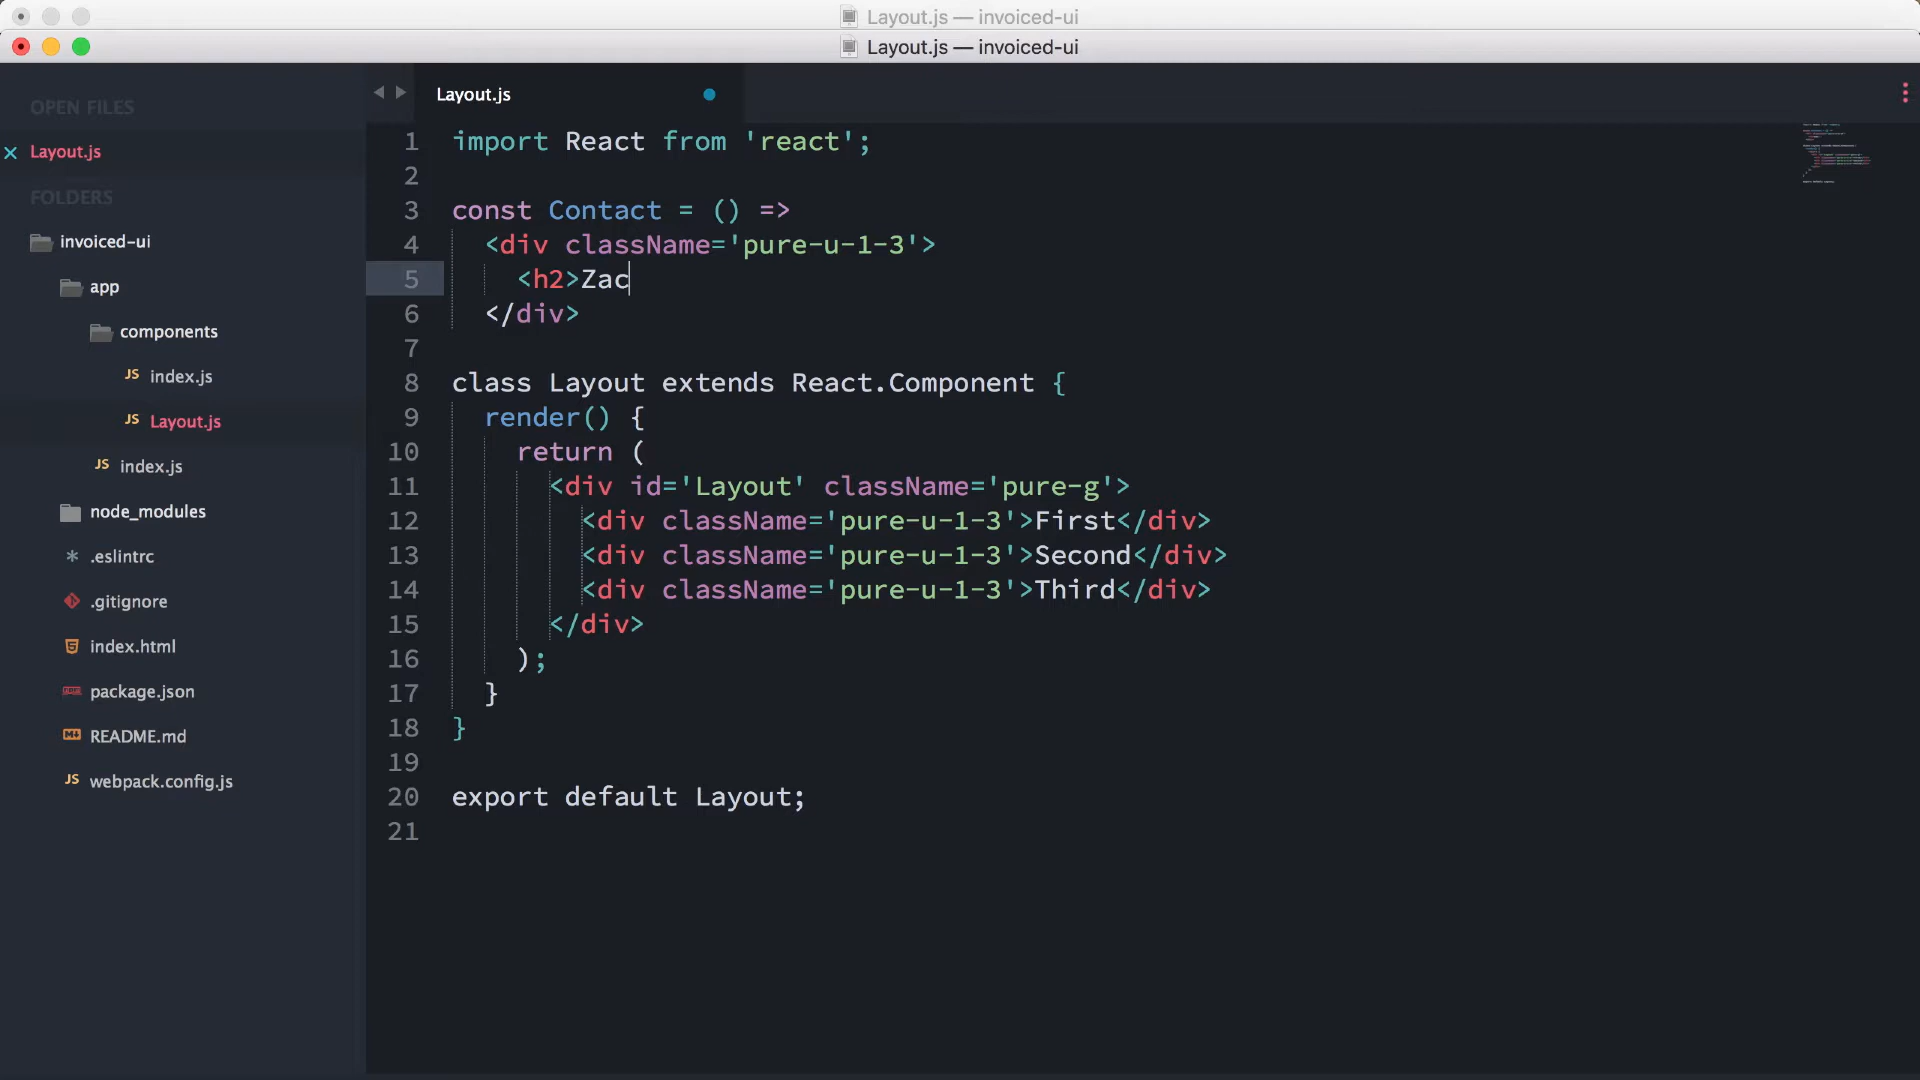 Layout.js — invoiced-ui
Layout.js — invoiced-ui
OPEN FILES
Layout.js
FOLDERS
invoiced-ui
app
components
JS index.js
JS Layout.js
JS index.js
node_modules
.eslintrc
.gitignore
index.html
package.json
README.md
JS webpack.config.js
Layout.js
1 import React from 'react';
2
3 const Contact = () =>
4 <div className='pure-u-1-3'>
5 <h2>Zac
6 </div>
7
8 class Layout extends React.Component {
9 render() {
10 return (
11 <div id='Layout' className='pure-g'>
12 <div className='pure-u-1-3'>First</div>
13 <div className='pure-u-1-3'>Second</div>
14 <div className='pure-u-1-3'>Third</div>
15 </div>
16 );
17 }
18 }
19
20 export default Layout;
21